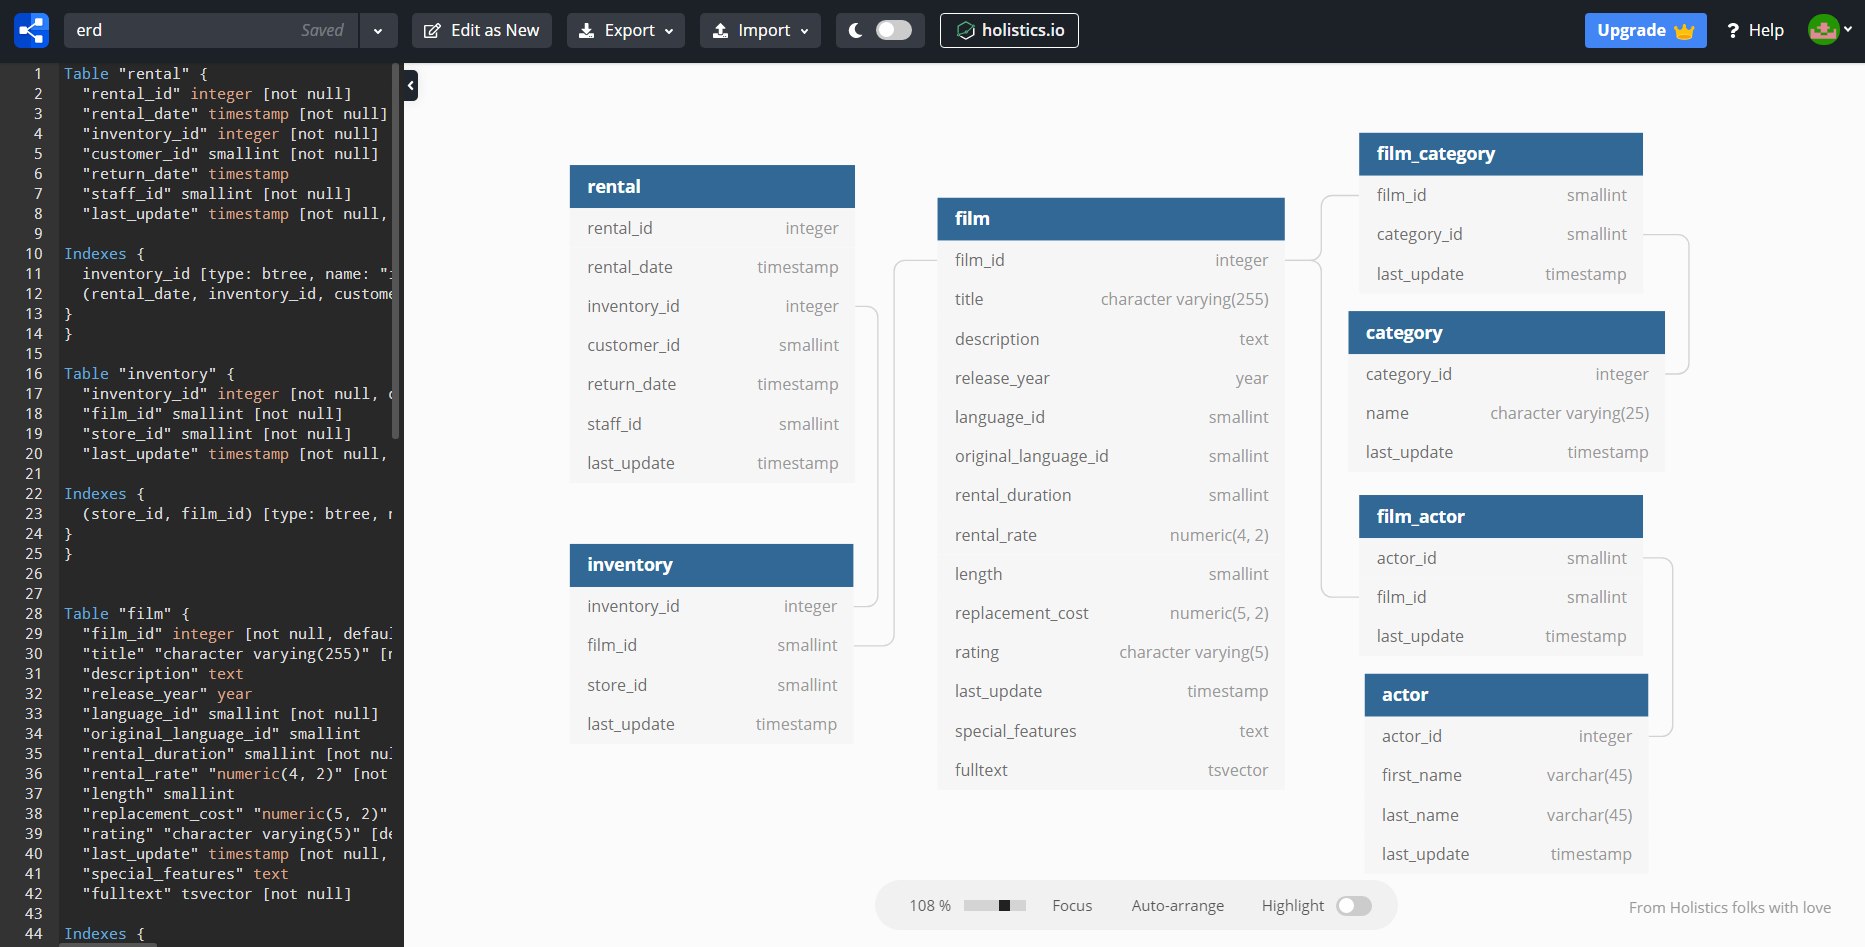 erd Saved Edit as New Export Import holistics.io Upgrade ? Help
1 Table "rental" {
2 "rental_id" integer [not null]
3 "rental_date" timestamp [not null]
4 "inventory_id" integer [not null]
5 "customer_id" smallint [not null]
6 "return_date" timestamp
7 "staff_id" smallint [not null]
8 "last_update" timestamp [not null,
9
10 Indexes {
11 inventory_id [type: btree, name: "
12 (rental_date, inventory_id, custome
13 }
14 }
15
16 Table "inventory" {
17 "inventory_id" integer [not null,
18 "film_id" smallint [not null]
19 "store_id" smallint [not null]
20 "last_update" timestamp [not null,
21
22 Indexes {
23 (store_id, film_id) [type: btree,
24 }
25 }
26
27
28 Table "film" {
29 "film_id" integer [not null, defau
30 "title" "character varying(255)" [
31 "description" text
32 "release_year" year
33 "language_id" smallint [not null]
34 "original_language_id" smallint
35 "rental_duration" smallint [not nu
36 "rental_rate" "numeric(4, 2)" [not
37 "length" smallint
38 "replacement_cost" "numeric(5, 2)"
39 "rating" "character varying(5)" [de
40 "last_update" timestamp [not null,
41 "special_features" text
42 "fulltext" tsvector [not null]
43
44 Indexes {
rental
rental_id integer
rental_date timestamp
inventory_id integer
customer_id smallint
return_date timestamp
staff_id smallint
last_update timestamp
inventory
inventory_id integer
film_id smallint
store_id smallint
last_update timestamp
film
film_id integer
title character varying(255)
description text
release_year year
language_id smallint
original_language_id smallint
rental_duration smallint
rental_rate numeric(4, 2)
length smallint
replacement_cost numeric(5, 2)
rating character varying(5)
last_update timestamp
special_features text
fulltext tsvector
film_category
film_id smallint
category_id smallint
last_update timestamp
category
category_id integer
name character varying(25)
last_update timestamp
film_actor
actor_id smallint
film_id smallint
last_update timestamp
actor
actor_id integer
first_name varchar(45)
last_name varchar(45)
last_update timestamp
108 % Focus Auto-arrange Highlight
From Holistics folks with love